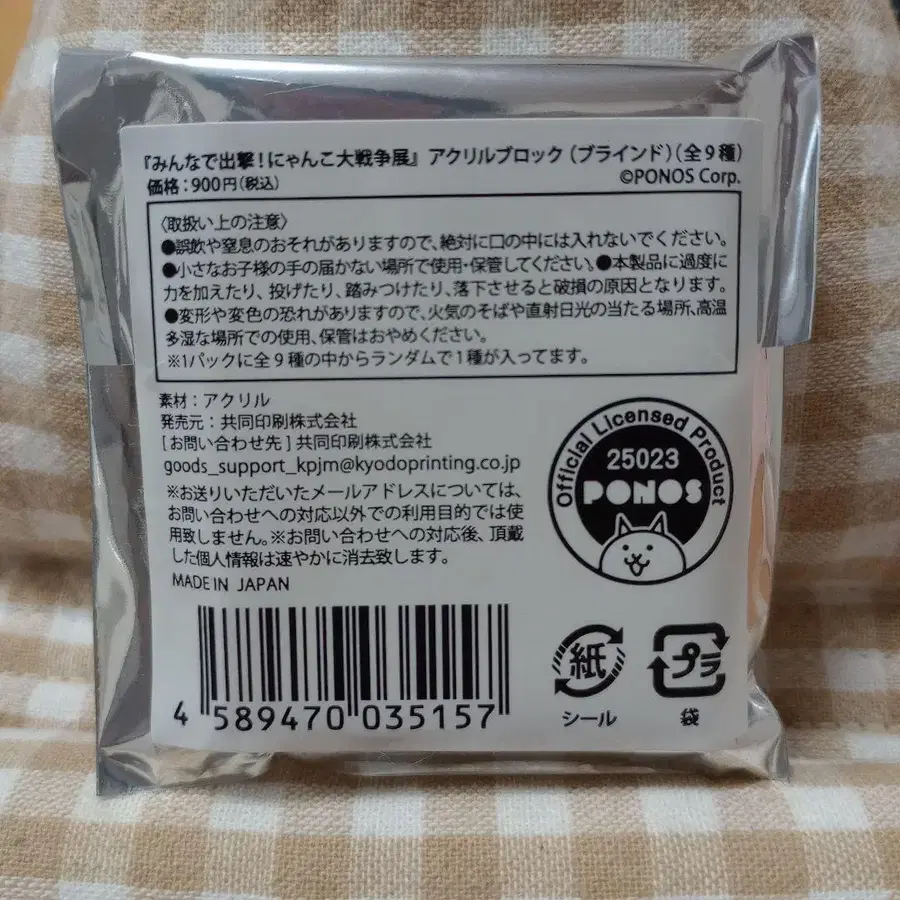 『みんなで出撃！にゃんこ大戦争展』 アクリルブロック（ブラインド）（全９種）
価格：900円（税込）
©PONOS Corp.
〈取扱い上の注意〉
●誤飲や窒息のおそれがありますので、絶対に口の中には入れないでください。
●小さなお子様の手の届かない場所で使用・保管してください。●本製品に過度に
力を加えたり、投げたり、踏みつけたり、落下させると破損の原因となります。
●変形や変色の恐れがありますので、火気のそばや直射日光の当たる場所、高温
多湿な場所での使用、保管はおやめください。
※1パックに全９種の中からランダムで１種が入ってます。
素材：アクリル
発売元：共同印刷株式会社
［お問い合わせ先］共同印刷株式会社
goods_support_kpjm@kyodoprinting.co.jp
※お送りいただいたメールアドレスについては、
お問い合わせへの対応以外での利用目的では使
用致しません。※お問い合わせへの対応後、頂戴
した個人情報は速やかに消去致します。
MADE IN JAPAN
Official Licensed Product
25023
PONOS
4 589470 035157
紙
シール
プラ
袋